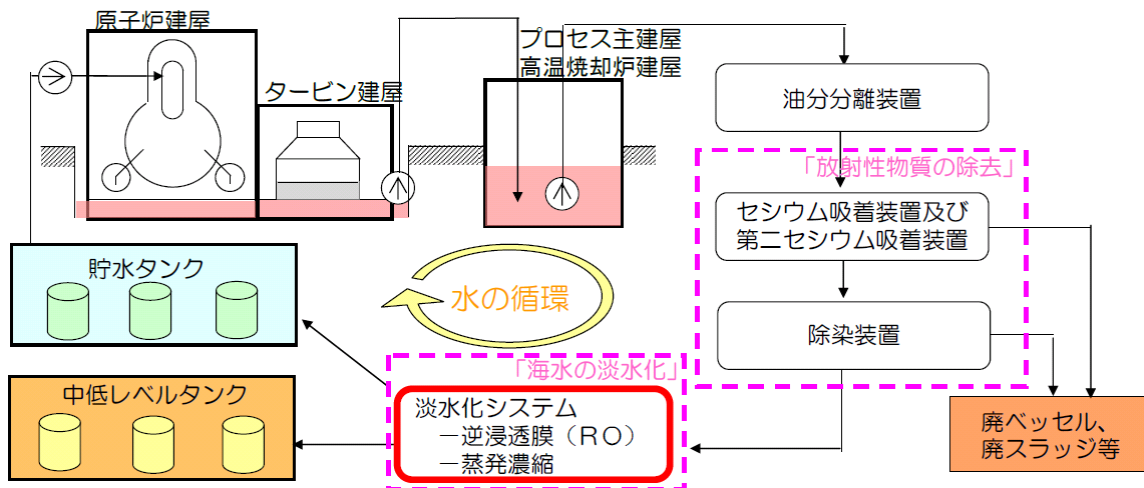 原子炉建屋
タービン建屋
プロセス主建屋
高温焼却炉建屋
油分分離装置
「放射性物質の除去」
セシウム吸着装置及び
第二セシウム吸着装置
除染装置
廃ベッセル、
廃スラッジ等
貯水タンク
水の循環
中低レベルタンク
「海水の淡水化」
淡水化システム
－逆浸透膜（ＲＯ）
－蒸発濃縮